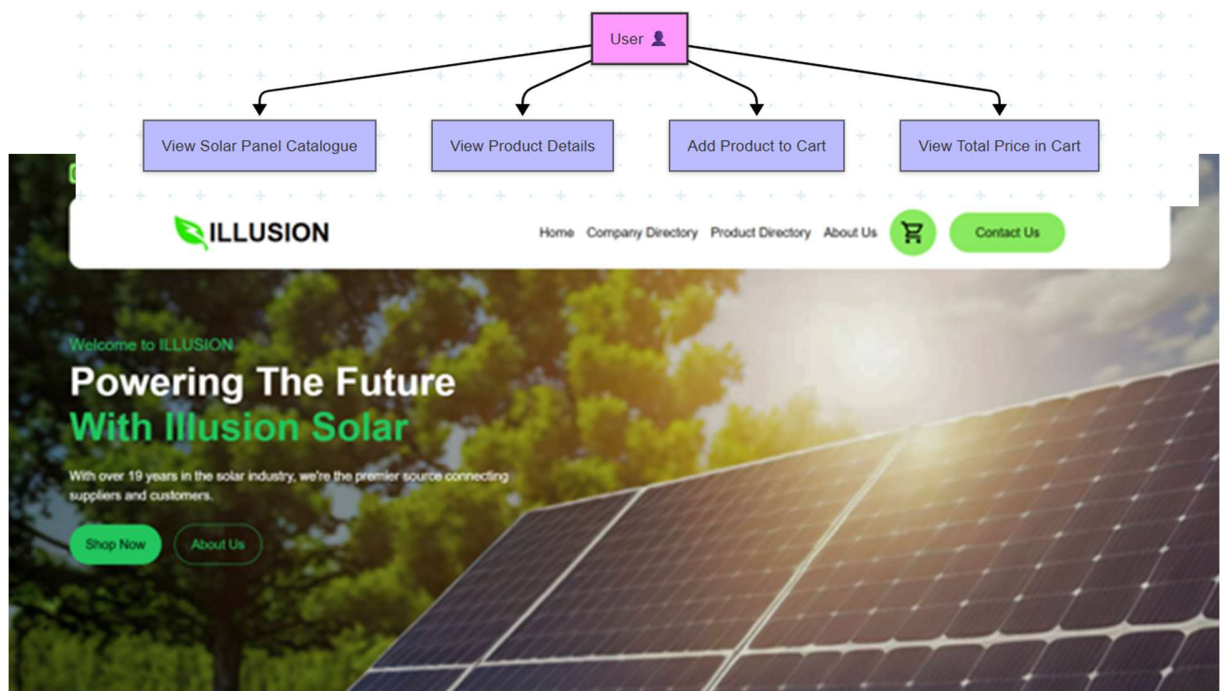 User
View Solar Panel Catalogue
View Product Details
Add Product to Cart
View Total Price in Cart
ILLUSION
Home Company Directory Product Directory About Us
Contact Us
Welcome to ILLUSION
Powering The Future
With Illusion Solar
With over 19 years in the solar industry, we're the premier source connecting
suppliers and customers.
Shop Now
About Us